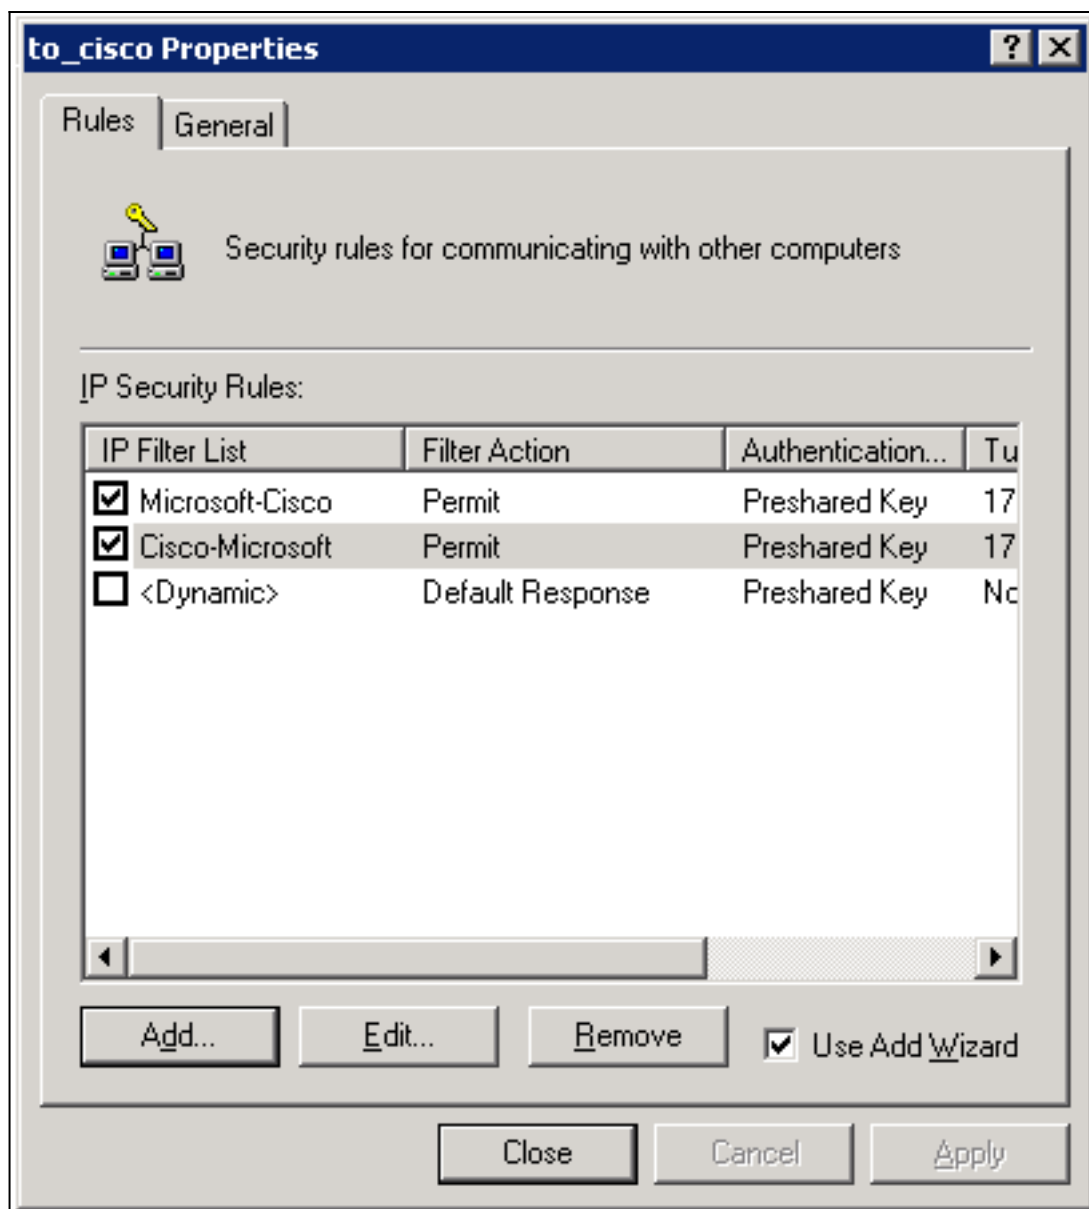 to_cisco Properties
Rules
General
Security rules for communicating with other computers
IP Security Rules:
IP Filter List Filter Action Authentication... Tu
Microsoft-Cisco Permit Preshared Key 17
Cisco-Microsoft Permit Preshared Key 17
<Dynamic> Default Response Preshared Key No
Add... Edit... Remove Use Add Wizard
Close Cancel Apply